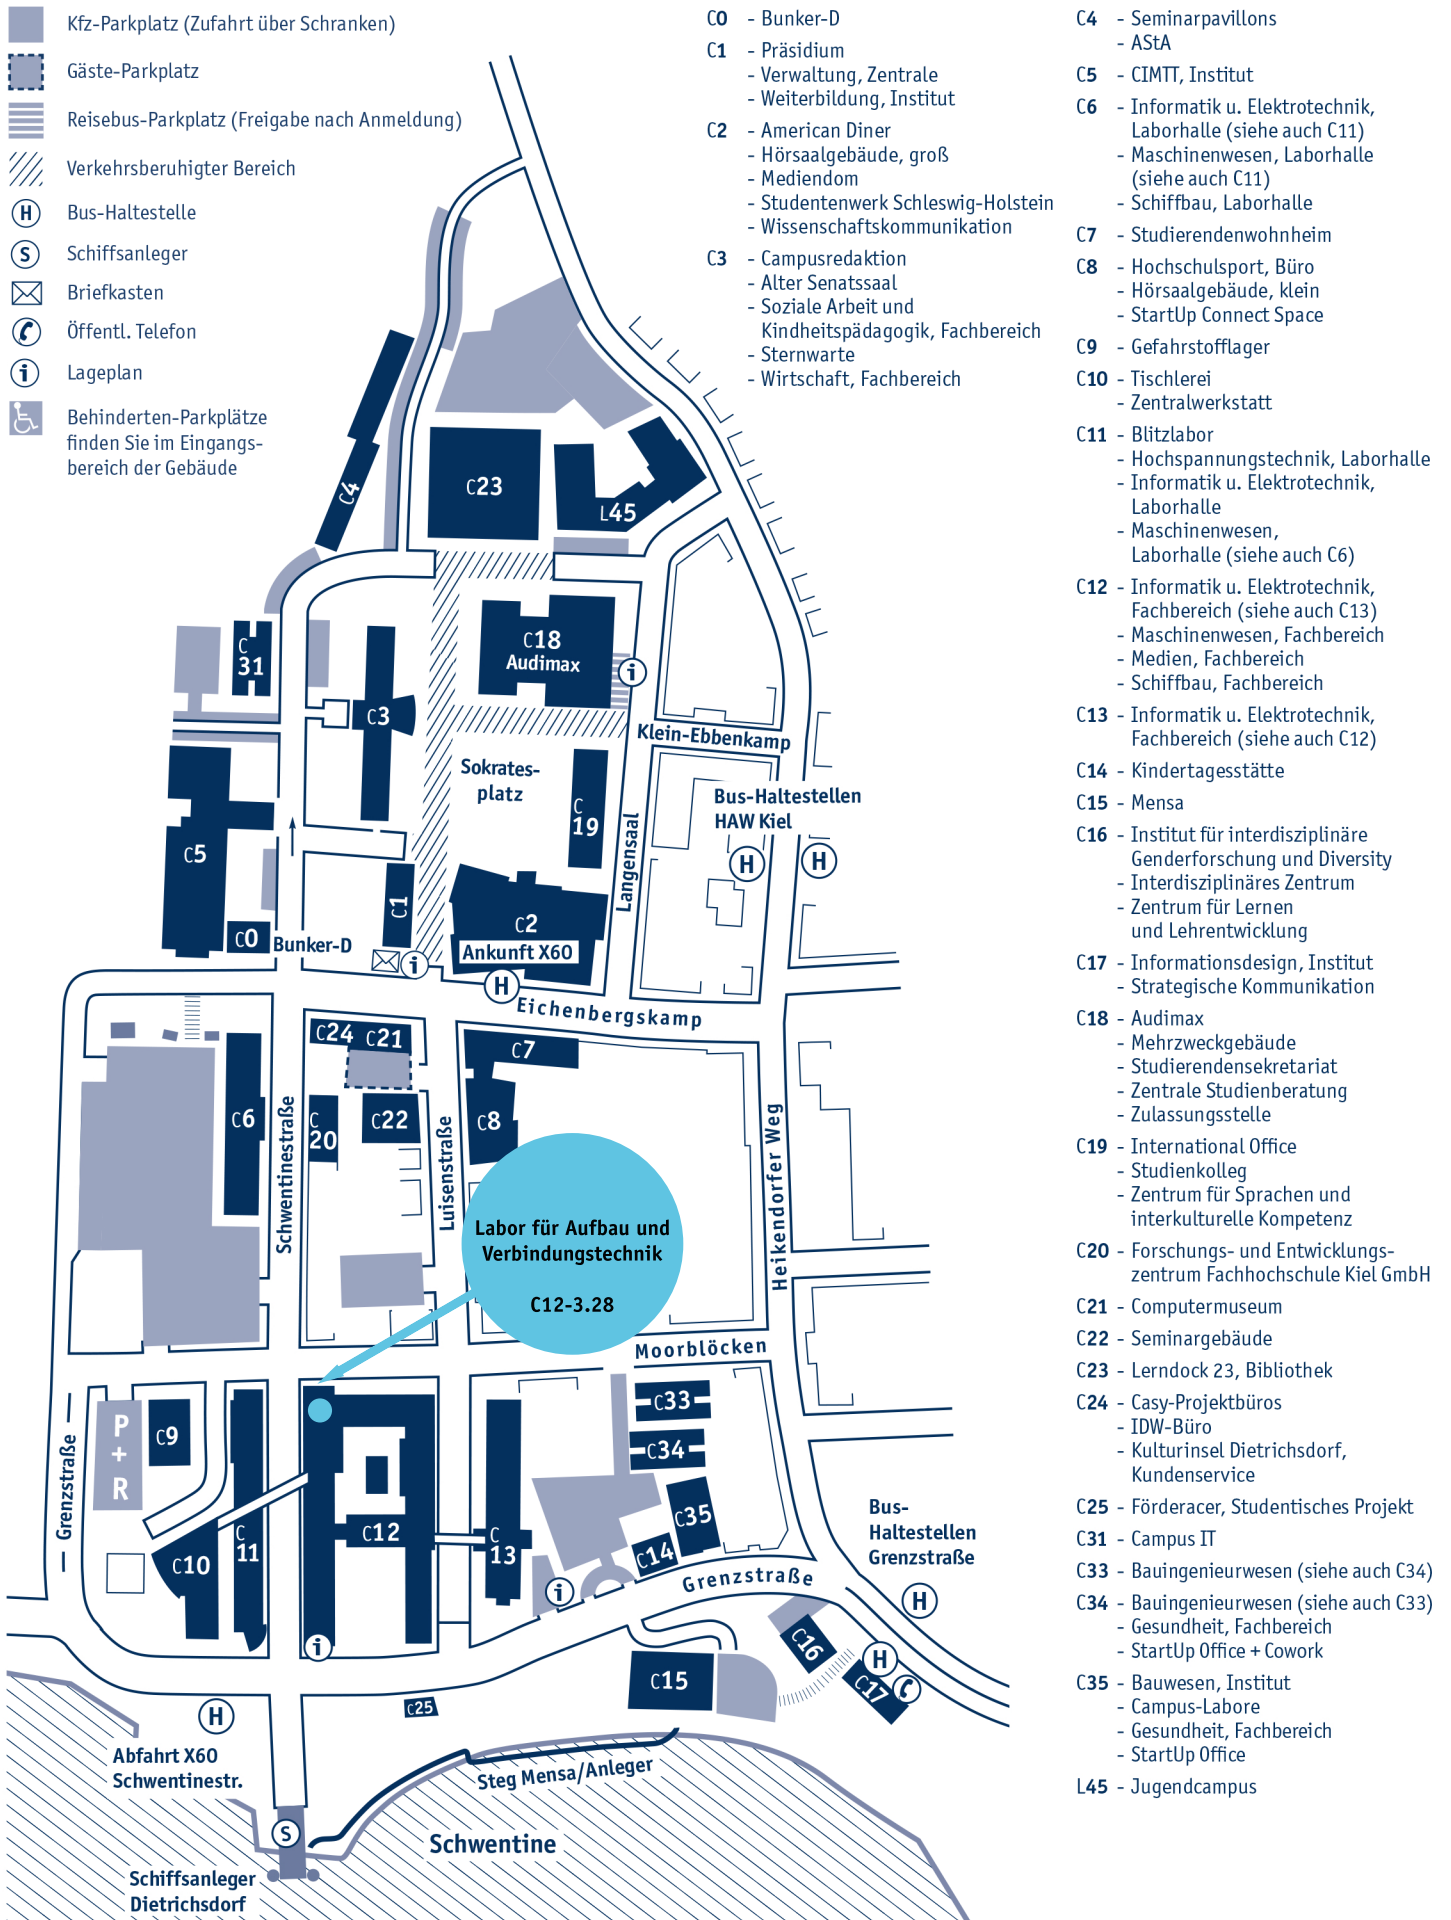 Kfz-Parkplatz (Zufahrt über Schranken)
Gäste-Parkplatz
Reisebus-Parkplatz (Freigabe nach Anmeldung)
Verkehrsberuhigter Bereich
H Bus-Haltestelle
S Schiffsanleger
Briefkasten
Öffentl. Telefon
i Lageplan
Behinderten-Parkplätze
finden Sie im Eingangs-
bereich der Gebäude
C0 - Bunker-D
C1 - Präsidium
- Verwaltung, Zentrale
- Weiterbildung, Institut
C2 - American Diner
- Hörsaalgebäude, groß
- Mediendom
- Studentenwerk Schleswig-Holstein
- Wissenschaftskommunikation
C3 - Campusredaktion
- Alter Senatssaal
- Soziale Arbeit und
Kindheitspädagogik, Fachbereich
- Sternwarte
- Wirtschaft, Fachbereich
C4 - Seminarpavillons
- AStA
C5 - CIMTT, Institut
C6 - Informatik u. Elektrotechnik,
Laborhalle (siehe auch C11)
- Maschinenwesen, Laborhalle
(siehe auch C11)
- Schiffbau, Laborhalle
C7 - Studierendenwohnheim
C8 - Hochschulsport, Büro
- Hörsaalgebäude, klein
- StartUp Connect Space
C9 - Gefahrstofflager
C10 - Tischlerei
- Zentralwerkstatt
C11 - Blitzlabor
- Hochspannungstechnik, Laborhalle
- Informatik u. Elektrotechnik,
Laborhalle
- Maschinenwesen,
Laborhalle (siehe auch C6)
C12 - Informatik u. Elektrotechnik,
Fachbereich (siehe auch C13)
- Maschinenwesen, Fachbereich
- Medien, Fachbereich
- Schiffbau, Fachbereich
C13 - Informatik u. Elektrotechnik,
Fachbereich (siehe auch C12)
C14 - Kindertagesstätte
C15 - Mensa
C16 - Institut für interdisziplinäre
Genderforschung und Diversity
- Interdisziplinäres Zentrum
- Zentrum für Lernen
und Lehrentwicklung
C17 - Informationsdesign, Institut
- Strategische Kommunikation
C18 - Audimax
- Mehrzweckgebäude
- Studierendensekretariat
- Zentrale Studienberatung
- Zulassungsstelle
C19 - International Office
- Studienkolleg
- Zentrum für Sprachen und
interkulturelle Kompetenz
C20 - Forschungs- und Entwicklungs-
zentrum Fachhochschule Kiel GmbH
C21 - Computermuseum
C22 - Seminargebäude
C23 - Lerndock 23, Bibliothek
C24 - Casy-Projektbüros
- IDW-Büro
- Kulturinsel Dietrichsdorf,
Kundenservice
C25 - Förderacer, Studentisches Projekt
C31 - Campus IT
C33 - Bauingenieurwesen (siehe auch C34)
C34 - Bauingenieurwesen (siehe auch C33)
- Gesundheit, Fachbereich
- StartUp Office + Cowork
C35 - Bauwesen, Institut
- Campus-Labore
- Gesundheit, Fachbereich
- StartUp Office
L45 - Jugendcampus
C4
C23
L45
C
31
C18
Audimax
i
C3
Klein-Ebbenkamp
Sokrates-
platz
C
19
Bus-Haltestellen
HAW Kiel
H
H
Langensaal
C5
C1
C2
Ankunft X60
C0
Bunker-D
i
H
Eichenbergskamp
C24
C21
C7
C6
C
20
C22
C8
Schwentinestraße
Luisenstraße
Heikendorfer Weg
Labor für Aufbau und
Verbindungstechnik
C12-3.28
Moorblöcken
P
+
R
C9
C33
C34
C35
Grenzstraße
C10
C
11
C12
C
13
C14
Grenzstraße
Bus-
Haltestellen
Grenzstraße
H
i
i
C16
H
C17
C15
C25
H
Abfahrt X60
Schwentinestr.
Steg Mensa/Anleger
S
Schwentine
Schiffsanleger
Dietrichsdorf